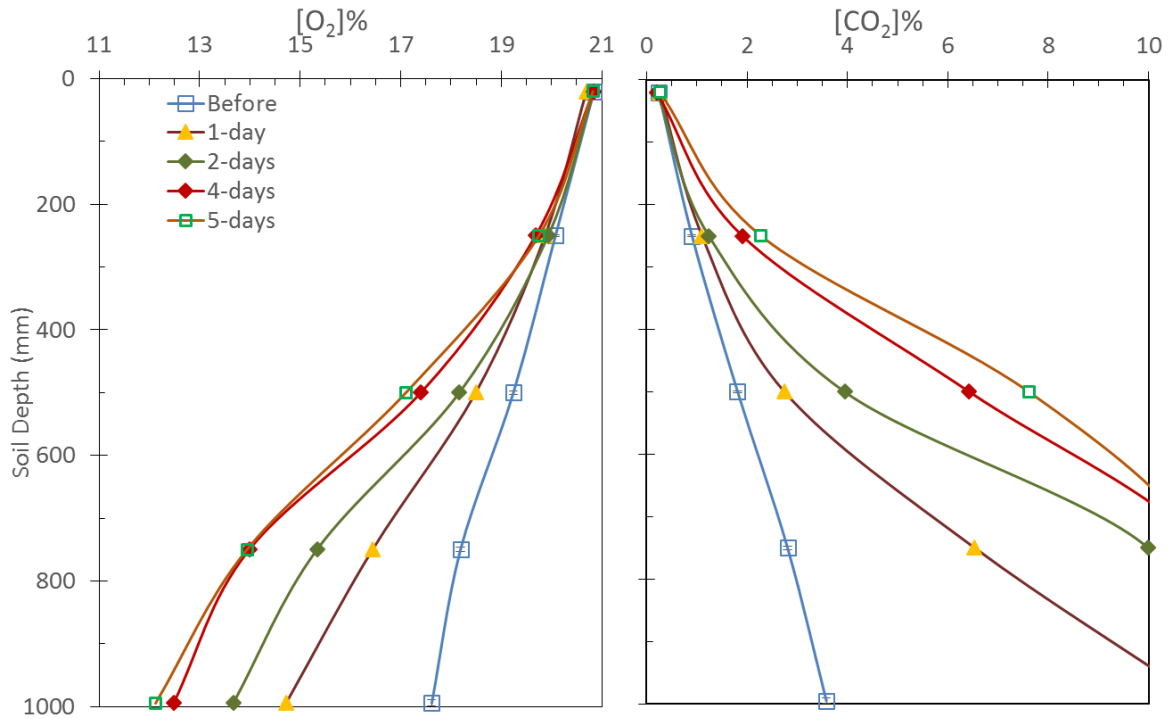 [O₂]%
[CO₂]%
11 13 15 17 19 21
0 2 4 6 8 10
0
200
400
600
800
1000
Soil Depth (mm)
Before
1-day
2-days
4-days
5-days